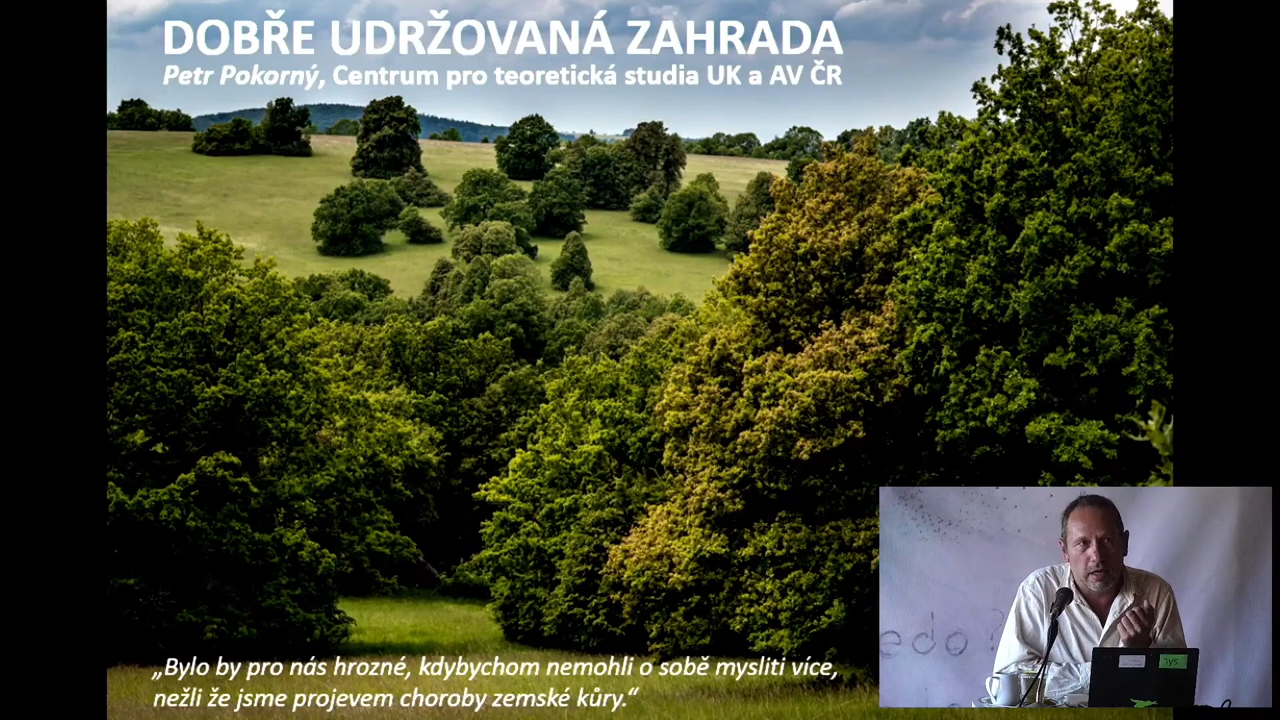 DOBŘE UDRŽOVANÁ ZAHRADA
Petr Pokorný, Centrum pro teoretická studia UK a AV ČR
„Bylo by pro nás hrozné, kdybychom nemohli o sobě mysliti více,
nežli že jsme projevem choroby zemské kůry.“
edo?